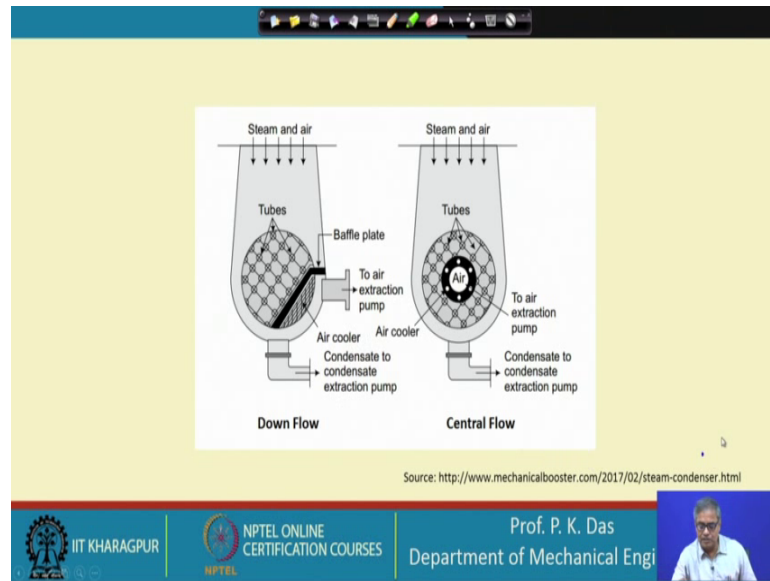 Steam and air
Tubes
Baffle plate
To air
extraction
pump
Air cooler
Condensate to
condensate
extraction pump
Down Flow
Steam and air
Tubes
Air
To air
extraction
pump
Air cooler
Condensate to
condensate
extraction pump
Central Flow
Source: http://www.mechanicalbooster.com/2017/02/steam-condenser.html
IIT KHARAGPUR
NPTEL
NPTEL ONLINE
CERTIFICATION COURSES
Prof. P. K. Das
Department of Mechanical Engi